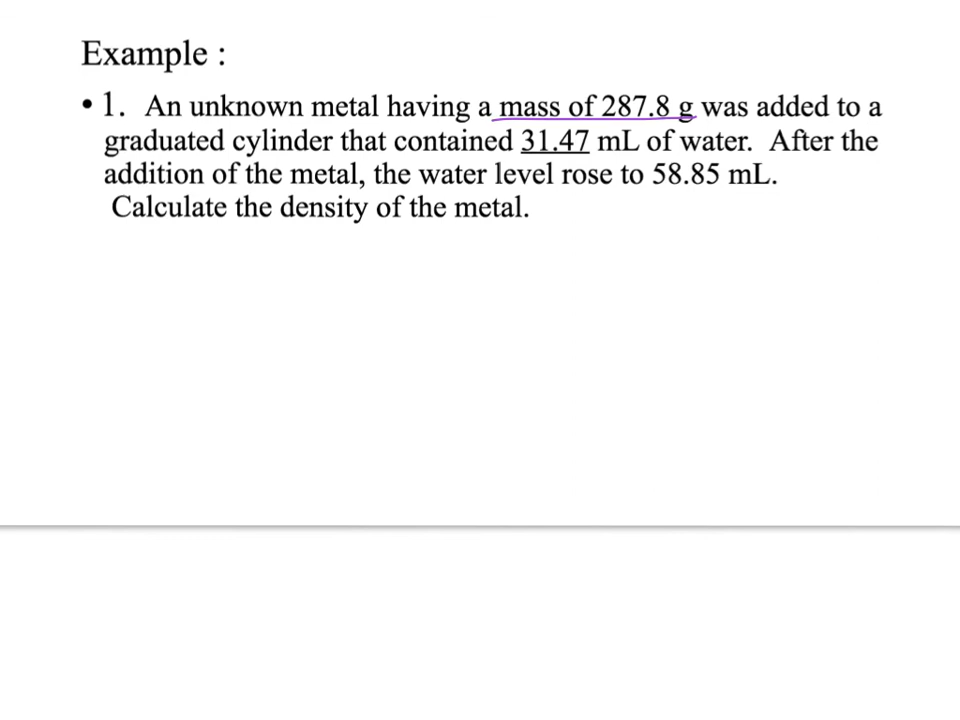 Example :
• 1. An unknown metal having a mass of 287.8 g was added to a
graduated cylinder that contained 31.47 mL of water. After the
addition of the metal, the water level rose to 58.85 mL.
Calculate the density of the metal.